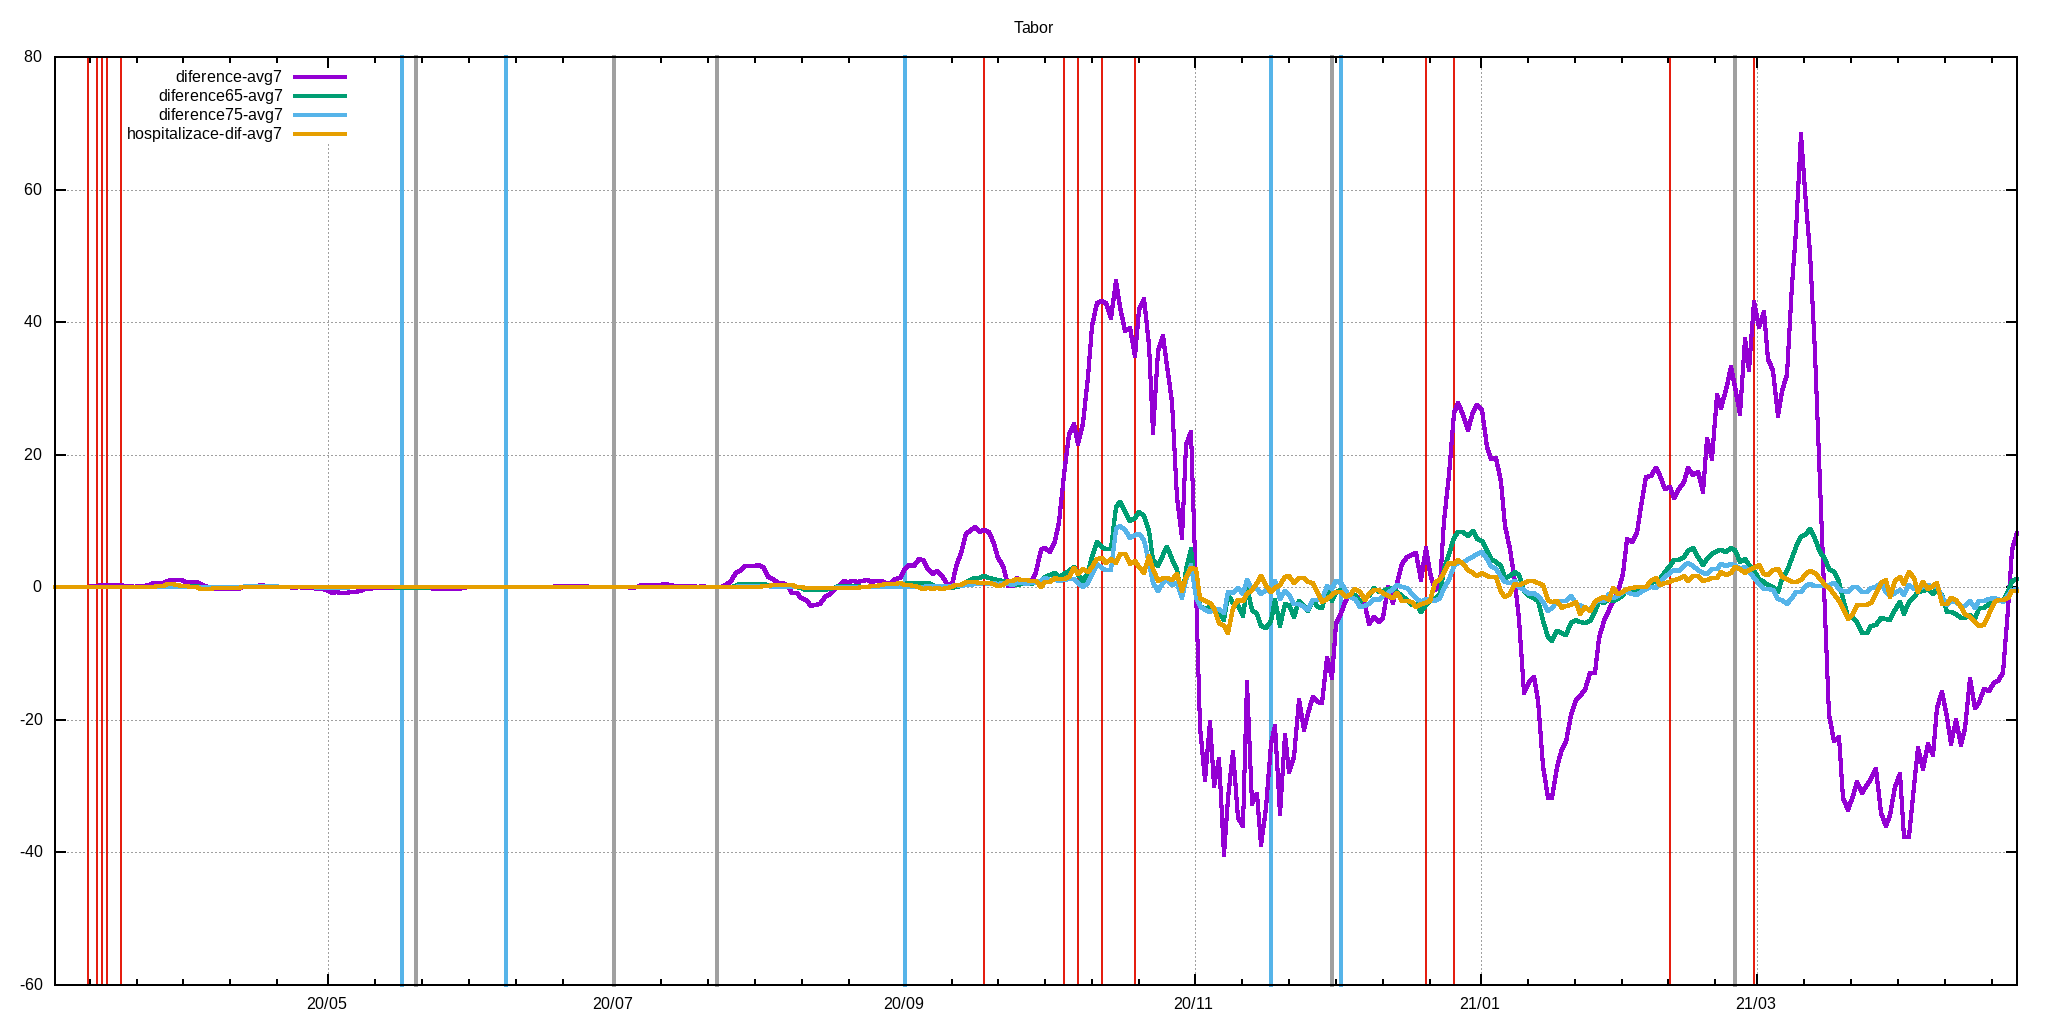 Tabor
80
60
40
20
0
-20
-40
-60
diference-avg7
diference65-avg7
diference75-avg7
hospitalizace-dif-avg7
20/05
20/07
20/09
20/11
21/01
21/03